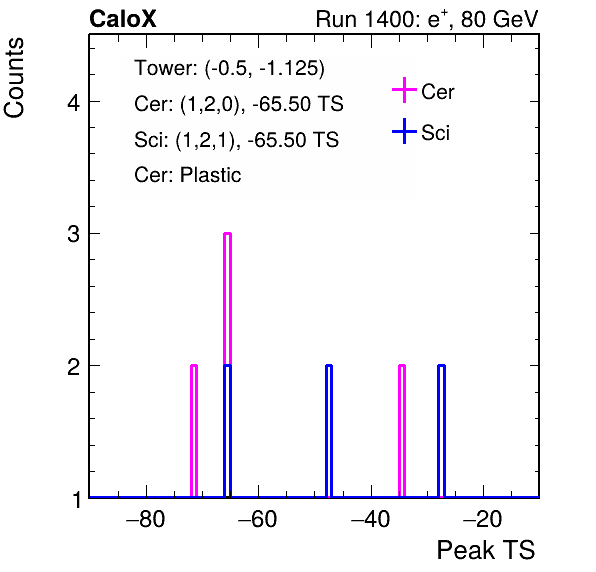 CaloX Run 1400: e⁺, 80 GeV
Counts
Tower: (-0.5, -1.125)
Cer: (1,2,0), -65.50 TS
Sci: (1,2,1), -65.50 TS
Cer: Plastic
Cer
Sci
4
3
2
1
−80 −60 −40 −20
Peak TS